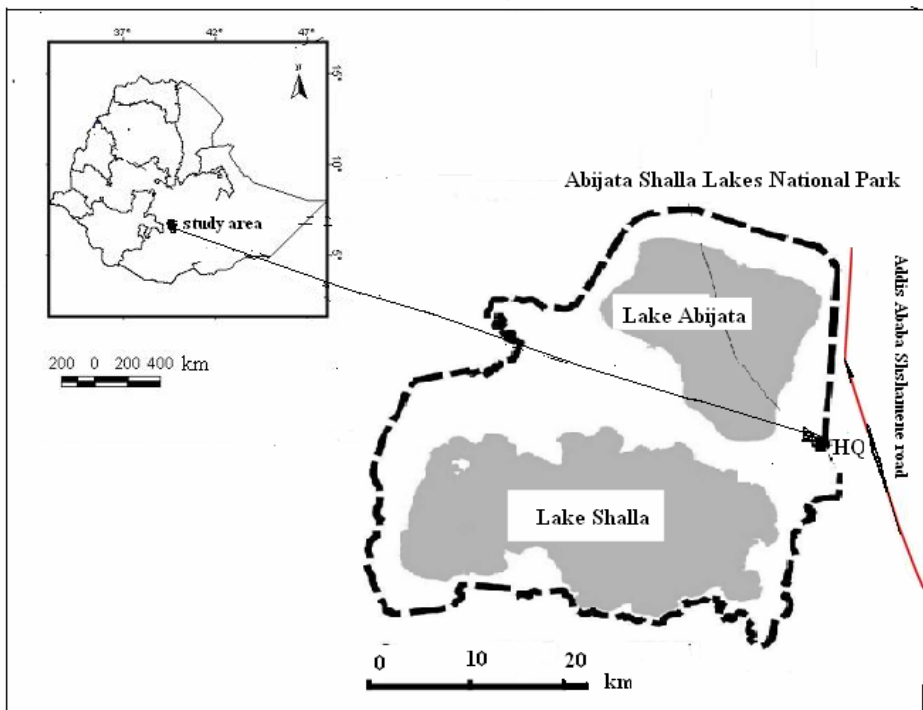 37°
42°
47°
N
15°
10°
5°
study area
200 0 200 400 km
Abijata Shalla Lakes National Park
Lake Abijata
Addis Ababa Shshamene road
HQ
Lake Shalla
0 10 20
km